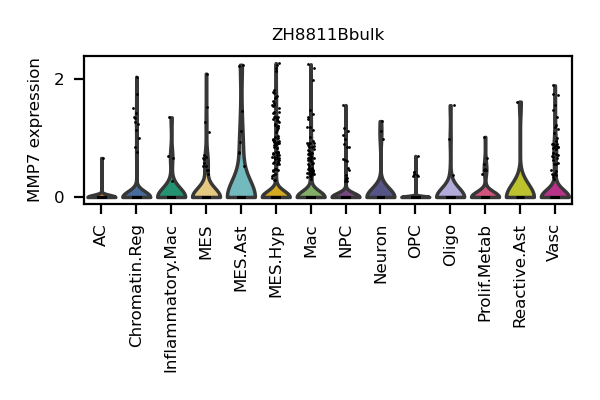 ZH8811Bbulk
MMP7 expression
2
0
AC
Chromatin.Reg
Inflammatory.Mac
MES
MES.Ast
MES.Hyp
Mac
NPC
Neuron
OPC
Oligo
Prolif.Metab
Reactive.Ast
Vasc